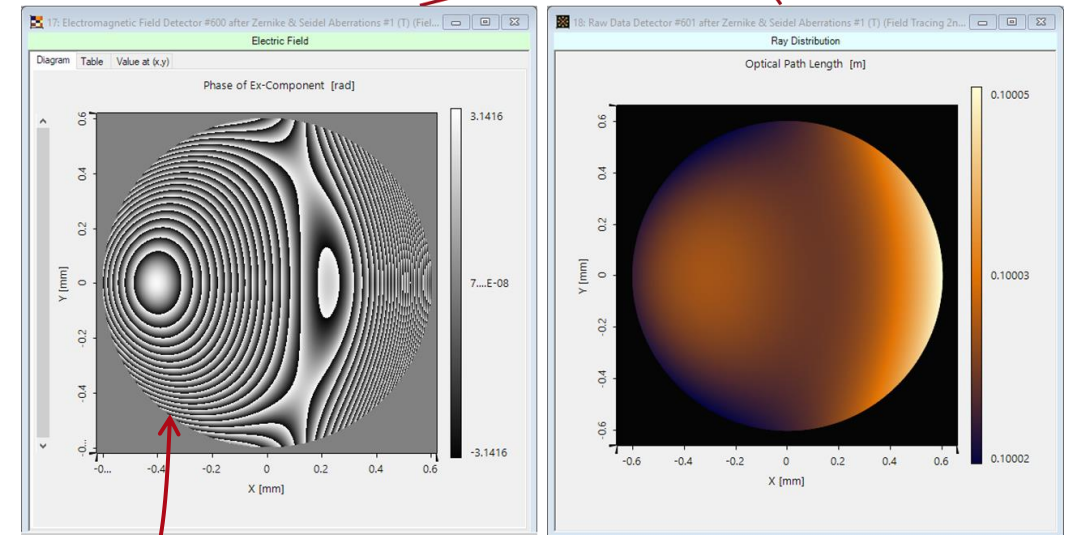 17: Electromagnetic Field Detector #600 after Zernike & Seidel Aberrations #1 (T) (Fiel...
Electric Field
Diagram Table Value at (x,y)
Phase of Ex-Component [rad]
3.1416
7....E-08
-3.1416
0.6
0.4
0.2
0
-0.2
-0.4
-0...
Y [mm]
-0... -0.4 -0.2 0 0.2 0.4 0.6
X [mm]
18: Raw Data Detector #601 after Zernike & Seidel Aberrations #1 (T) (Field Tracing 2n...
Ray Distribution
Optical Path Length [m]
0.10005
0.10003
0.10002
0.6
0.4
0.2
0
-0.2
-0.4
-0.6
Y [mm]
-0.6 -0.4 -0.2 0 0.2 0.4 0.6
X [mm]